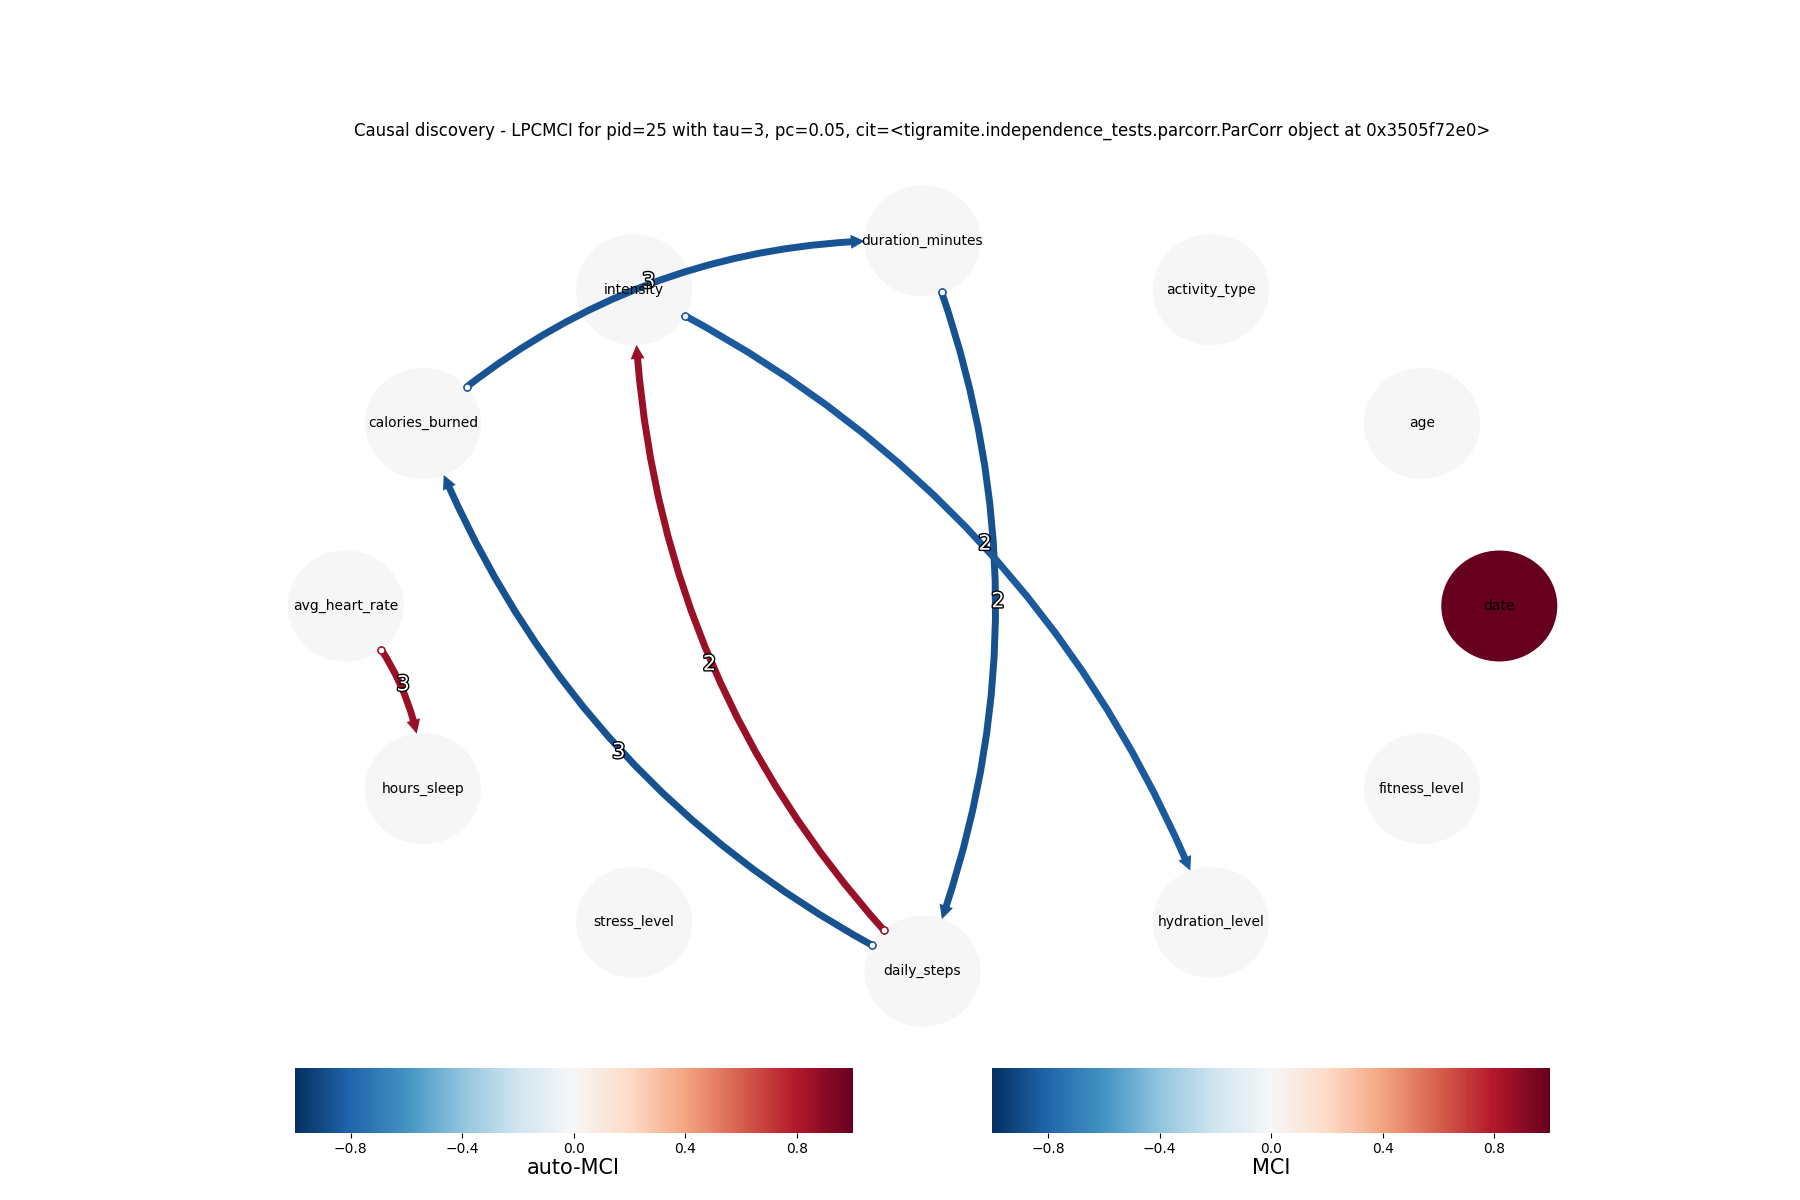 Causal discovery - LPCMCI for pid=25 with tau=3, pc=0.05, cit=<tigramite.independence_tests.parcorr.ParCorr object at 0x3505f72e0>
duration_minutes
3
intensity
activity_type
calories_burned
age
2
2
avg_heart_rate
date
2
3
3
hours_sleep
fitness_level
stress_level
hydration_level
daily_steps
−0.8 −0.4 0.0 0.4 0.8
auto-MCI
−0.8 −0.4 0.0 0.4 0.8
MCI